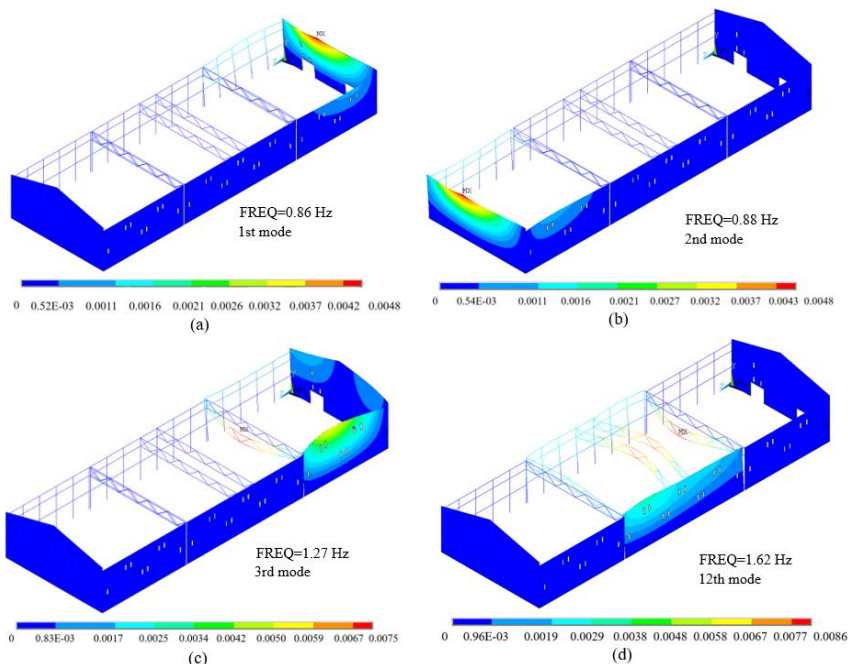 MX
FREQ=0.86 Hz
1st mode
0 0.52E-03 0.0011 0.0016 0.0021 0.0026 0.0032 0.0037 0.0042 0.0048
(a)
MX
FREQ=0.88 Hz
2nd mode
0 0.54E-03 0.0011 0.0016 0.0021 0.0027 0.0032 0.0037 0.0043 0.0048
(b)
MX
FREQ=1.27 Hz
3rd mode
0 0.83E-03 0.0017 0.0025 0.0034 0.0042 0.0050 0.0059 0.0067 0.0075
(c)
Y
MX
FREQ=1.62 Hz
12th mode
0 0.96E-03 0.0019 0.0029 0.0038 0.0048 0.0058 0.0067 0.0077 0.0086
(d)